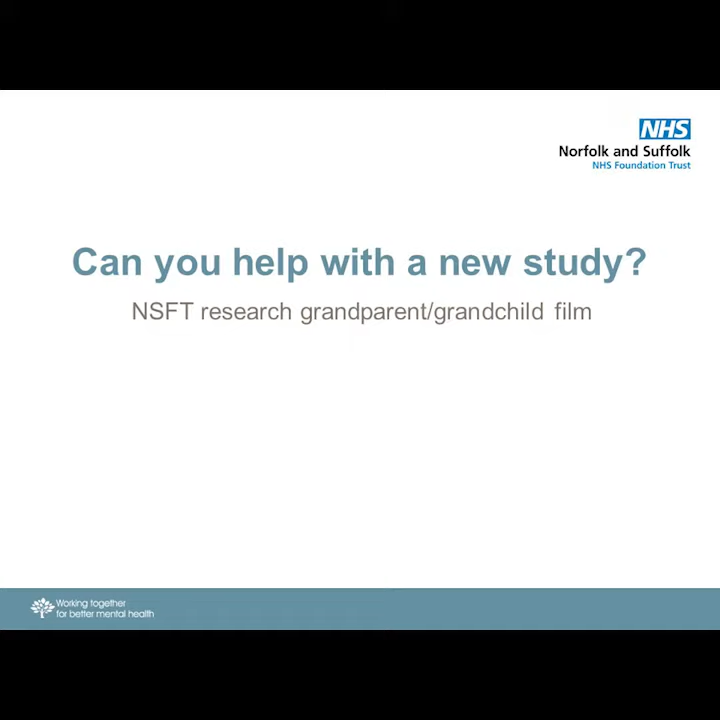 NHS
Norfolk and Suffolk
NHS Foundation Trust
Can you help with a new study?
NSFT research grandparent/grandchild film
Working together
for better mental health